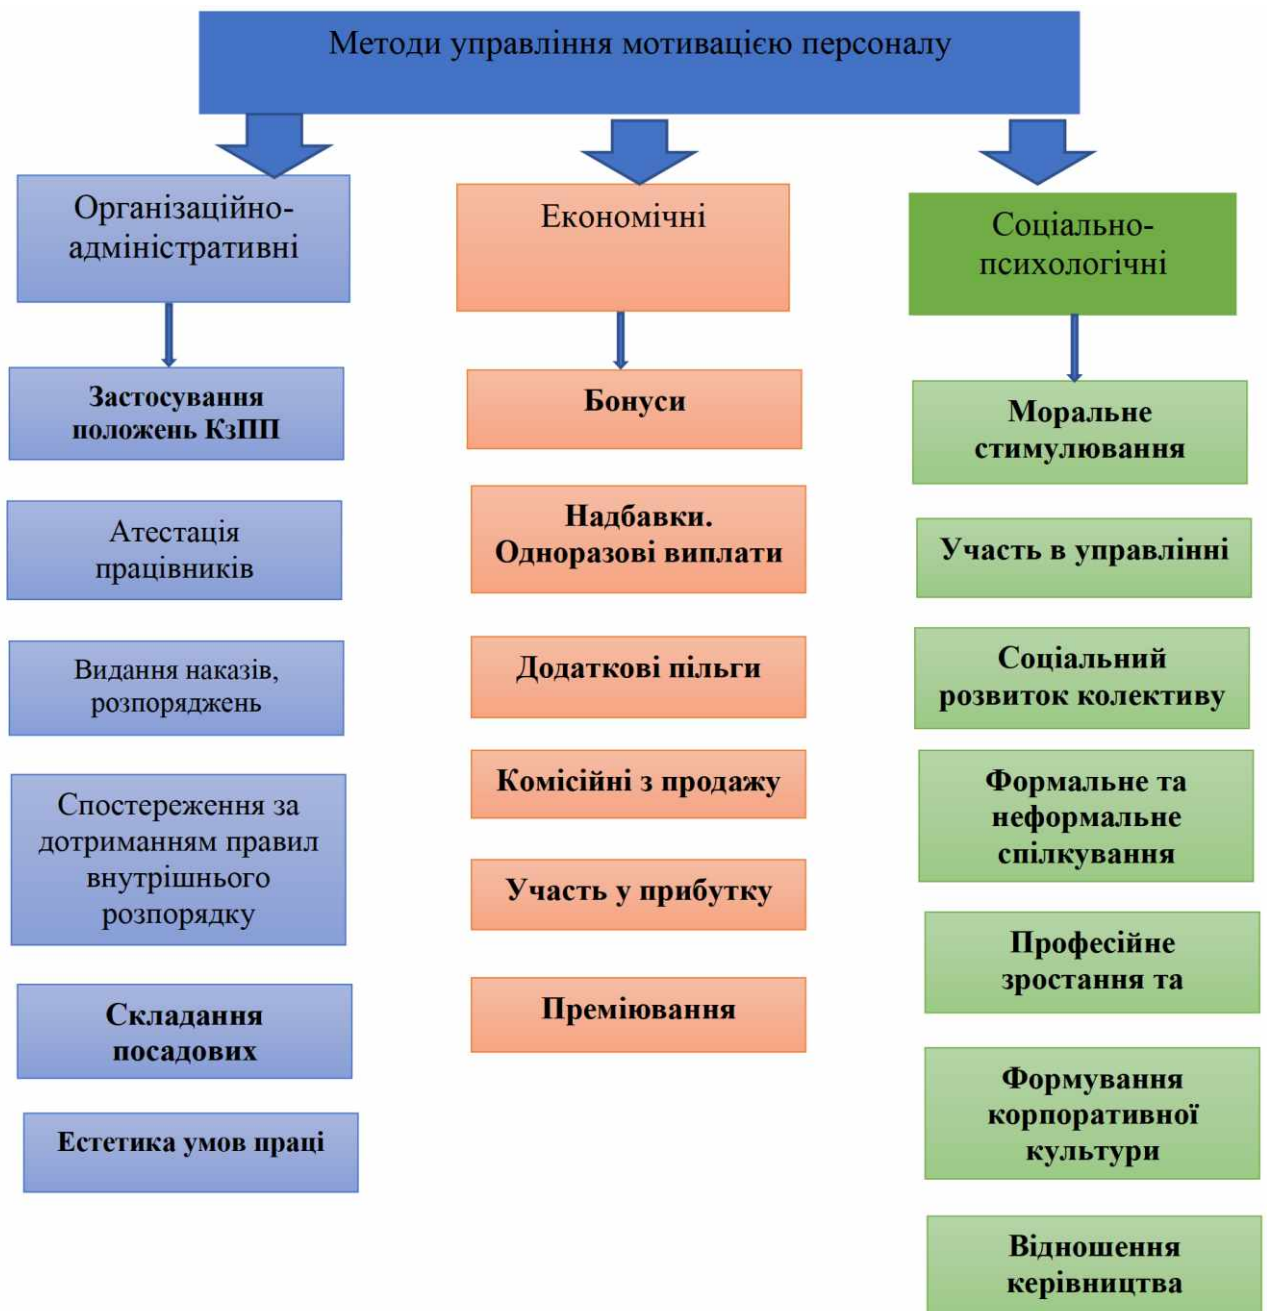 Методи управління мотивацією персоналу
Організаційно-
адміністративні
Застосування
положень КзПП
Атестація
працівників
Видання наказів,
розпоряджень
Спостереження за
дотриманням правил
внутрішнього
розпорядку
Складання
посадових
Естетика умов праці
Економічні
Бонуси
Надбавки.
Одноразові виплати
Додаткові пільги
Комісійні з продажу
Участь у прибутку
Преміювання
Соціально-
психологічні
Моральне
стимулювання
Участь в управлінні
Соціальний
розвиток колективу
Формальне та
неформальне
спілкування
Професійне
зростання та
Формування
корпоративної
культури
Відношення
керівництва